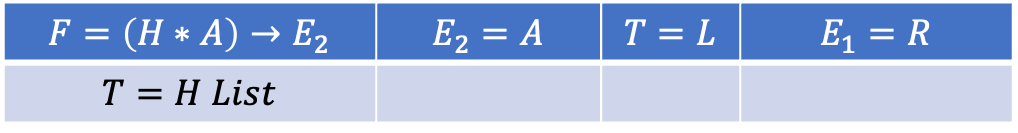 F = (H * A) → E₂ E₂ = A T = L E₁ = R
T = H List